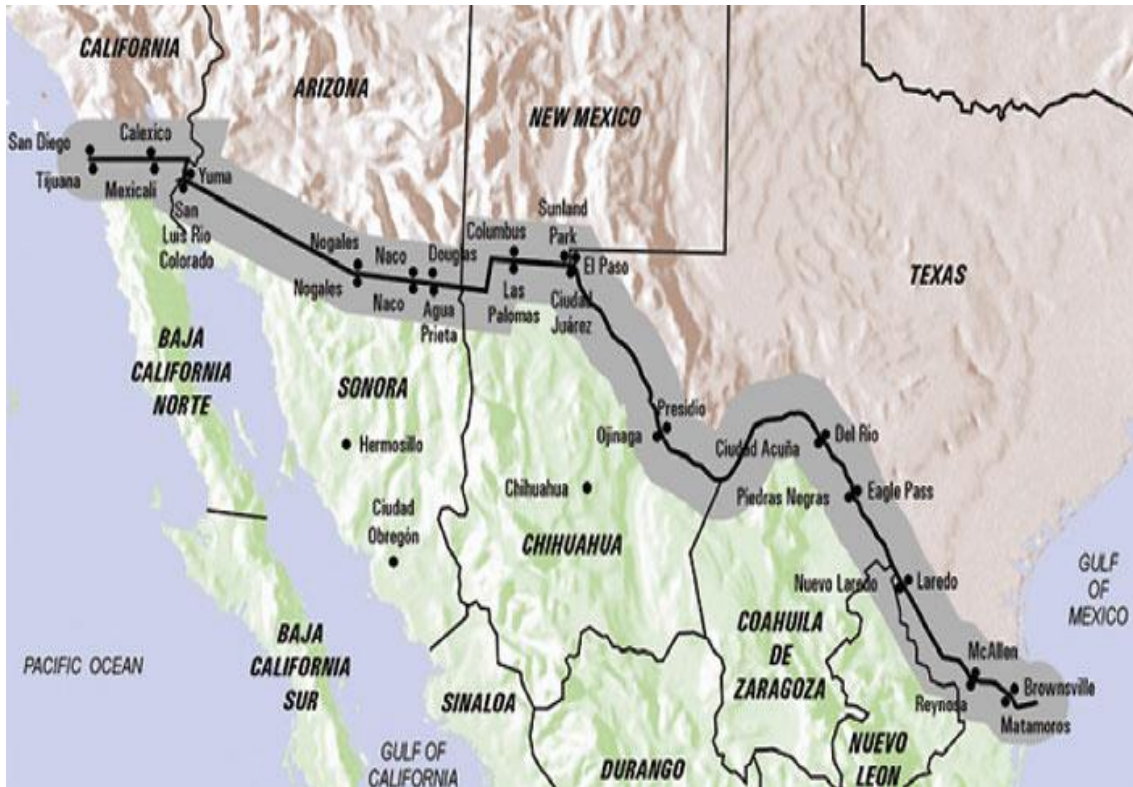 CALIFORNIA
ARIZONA
NEW MEXICO
San Diego
Calexico
Tijuana
Mexicali
Yuma
San
Luis Rio
Colorado
Nogales
Nogales
Naco
Naco
Douglas
Agua
Prieta
Columbus
Las
Palomas
Sunland
Park
El Paso
Ciudad
Juárez
TEXAS
BAJA
CALIFORNIA
NORTE
SONORA
Hermosillo
Ciudad
Obregón
Chihuahua
CHIHUAHUA
Presidio
Ojinaga
Ciudad Acuña
Del Rio
Piedras Negras
Eagle Pass
Nuevo Laredo
Laredo
GULF
OF
MEXICO
COAHUILA
DE
ZARAGOZA
McAllen
Reynosa
Brownsville
Matamoros
PACIFIC OCEAN
BAJA
CALIFORNIA
SUR
SINALOA
GULF OF
CALIFORNIA
DURANGO
NUEVO
LEON